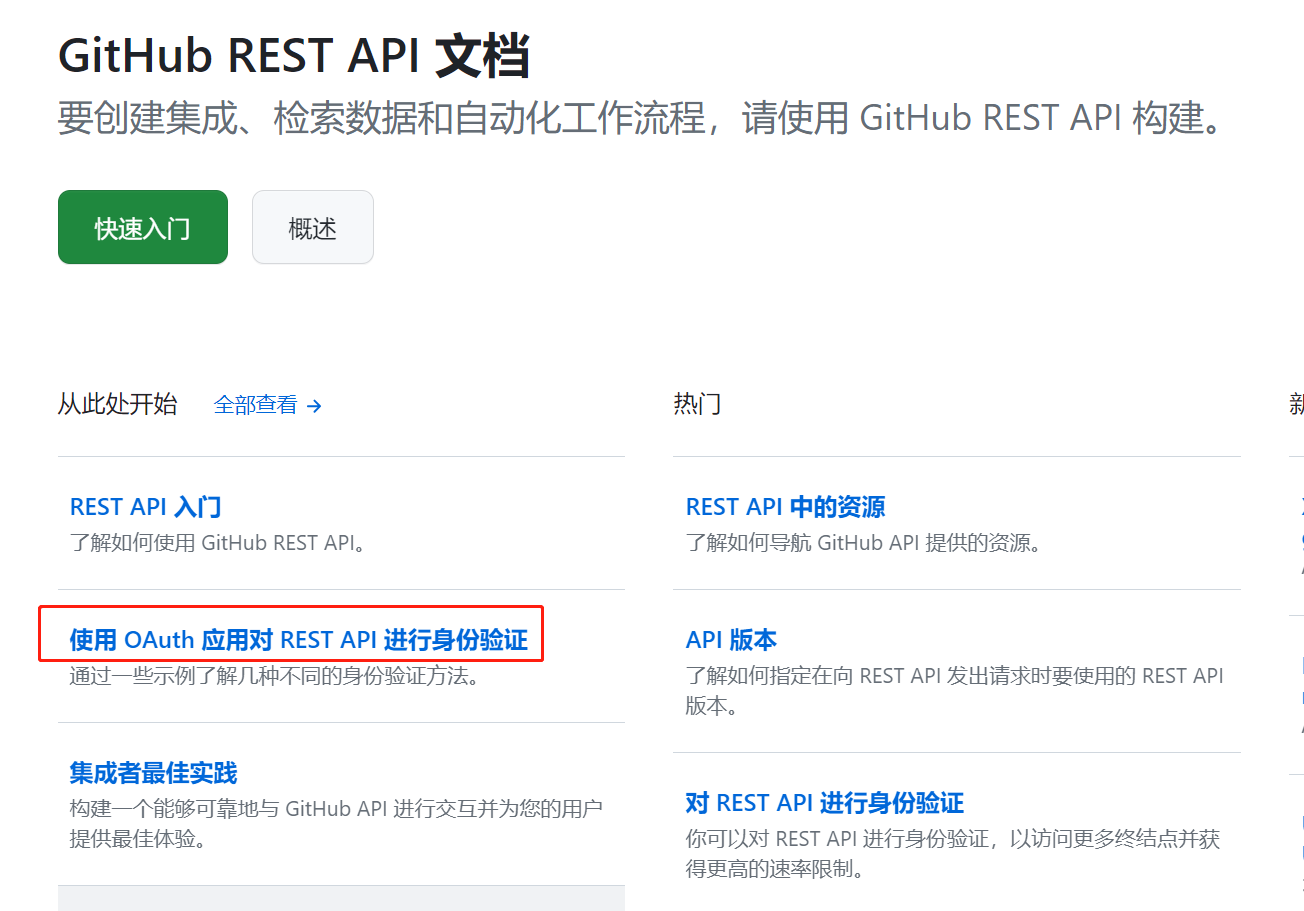 GitHub REST API 文档
要创建集成、检索数据和自动化工作流程，请使用 GitHub REST API 构建。
快速入门
概述
从此处开始
全部查看 →
REST API 入门
了解如何使用 GitHub REST API。
使用 OAuth 应用对 REST API 进行身份验证
通过一些示例了解几种不同的身份验证方法。
集成者最佳实践
构建一个能够可靠地与 GitHub API 进行交互并为您的用户
提供最佳体验。
热门
REST API 中的资源
了解如何导航 GitHub API 提供的资源。
API 版本
了解如何指定在向 REST API 发出请求时要使用的 REST API
版本。
对 REST API 进行身份验证
你可以对 REST API 进行身份验证，以访问更多终结点并获
得更高的速率限制。